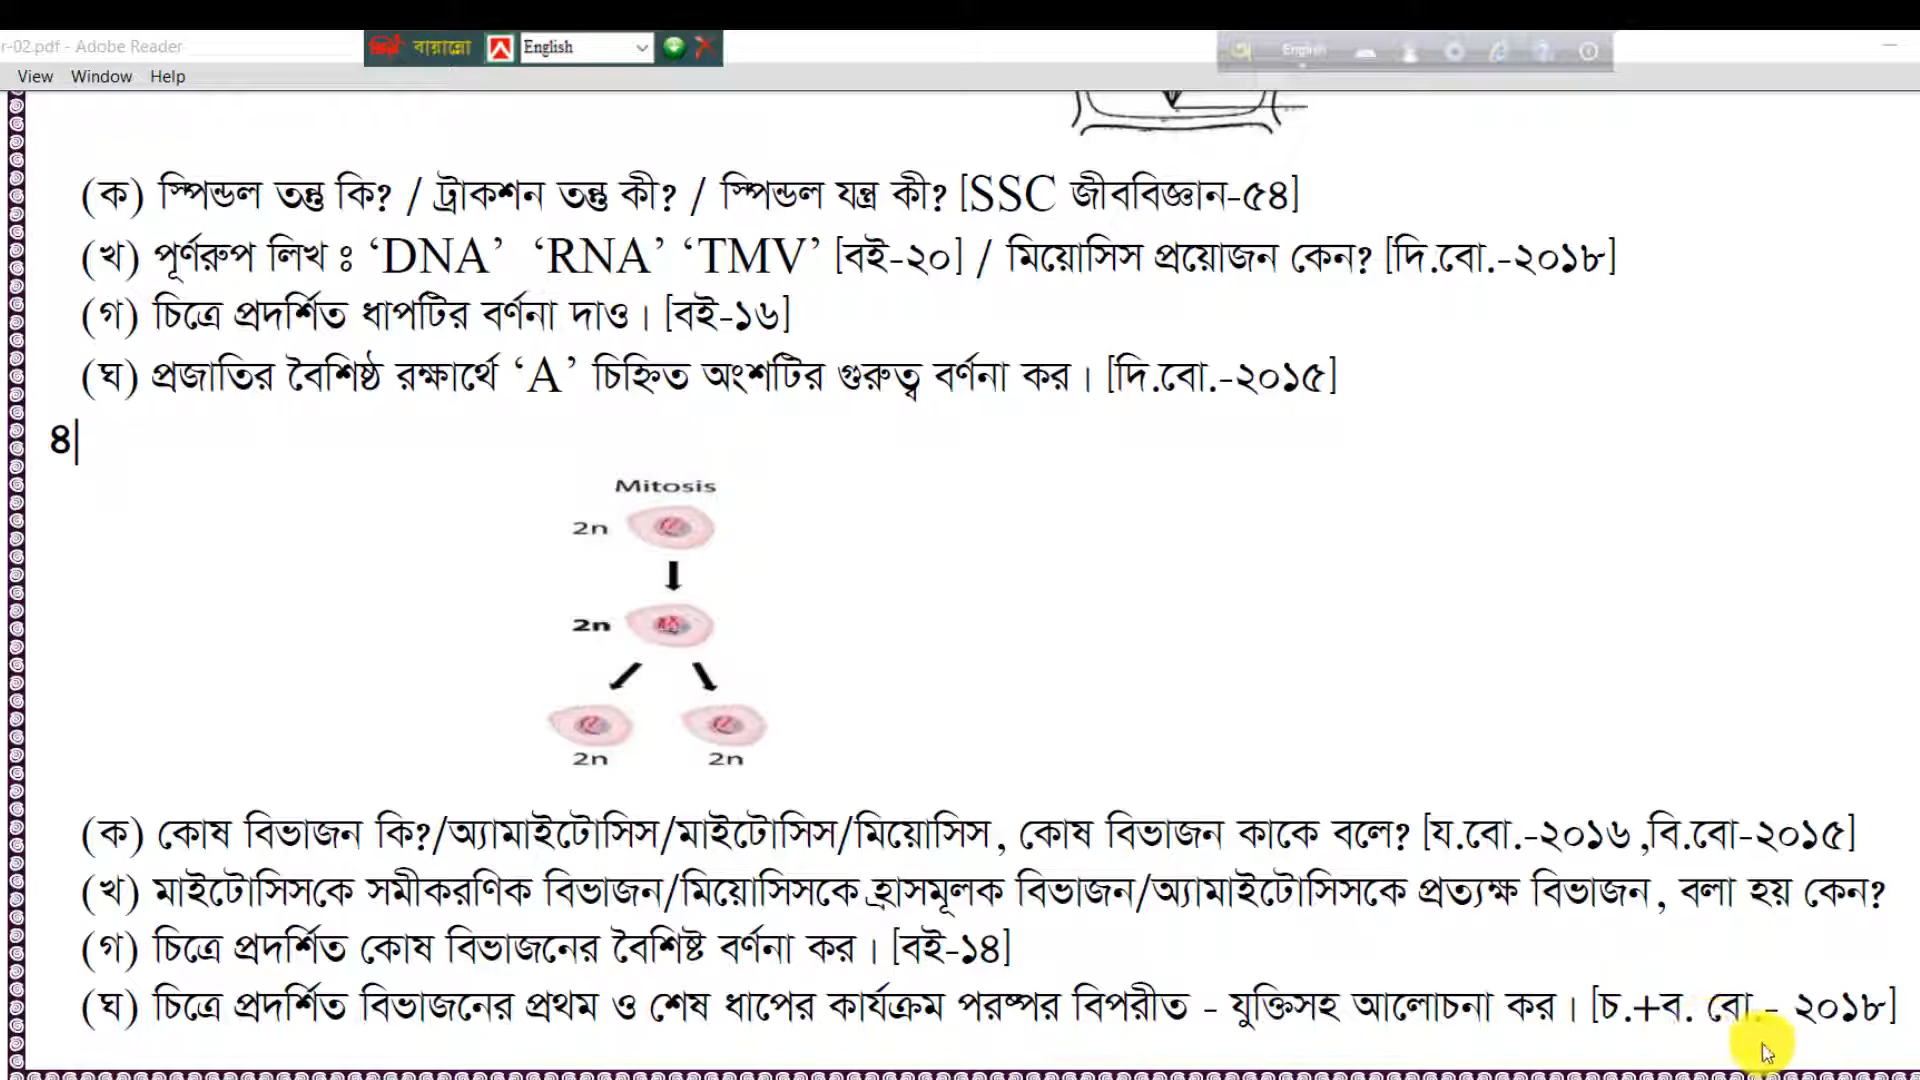 r-02.pdf - Adobe Reader
বায়ান্নো English
English
View Window Help
(ক) স্পিন্ডল তন্তু কি? / ট্রাকশন তন্তু কী? / স্পিন্ডল যন্ত্র কী? [SSC জীববিজ্ঞান-৫৪]
(খ) পূর্ণরুপ লিখ ঃ ‘DNA’ ‘RNA’ ‘TMV’ [বই-২০] / মিয়োসিস প্রয়োজন কেন? [দি.বো.-২০১৮]
(গ) চিত্রে প্রদর্শিত ধাপটির বর্ণনা দাও। [বই-১৬]
(ঘ) প্রজাতির বৈশিষ্ঠ রক্ষার্থে ‘A’ চিহ্নিত অংশটির গুরুত্ব বর্ণনা কর। [দি.বো.-২০১৫]
৪|
Mitosis
2n
2n
2n 2n
(ক) কোষ বিভাজন কি?/অ্যামাইটোসিস/মাইটোসিস/মিয়োসিস, কোষ বিভাজন কাকে বলে? [য.বো.-২০১৬ ,বি.বো-২০১৫]
(খ) মাইটোসিসকে সমীকরণিক বিভাজন/মিয়োসিসকে হ্রাসমূলক বিভাজন/অ্যামাইটোসিসকে প্রত্যক্ষ বিভাজন, বলা হয় কেন?
(গ) চিত্রে প্রদর্শিত কোষ বিভাজনের বৈশিষ্ট বর্ণনা কর। [বই-১৪]
(ঘ) চিত্রে প্রদর্শিত বিভাজনের প্রথম ও শেষ ধাপের কার্যক্রম পরষ্পর বিপরীত - যুক্তিসহ আলোচনা কর। [চ.+ব. বো.- ২০১৮]